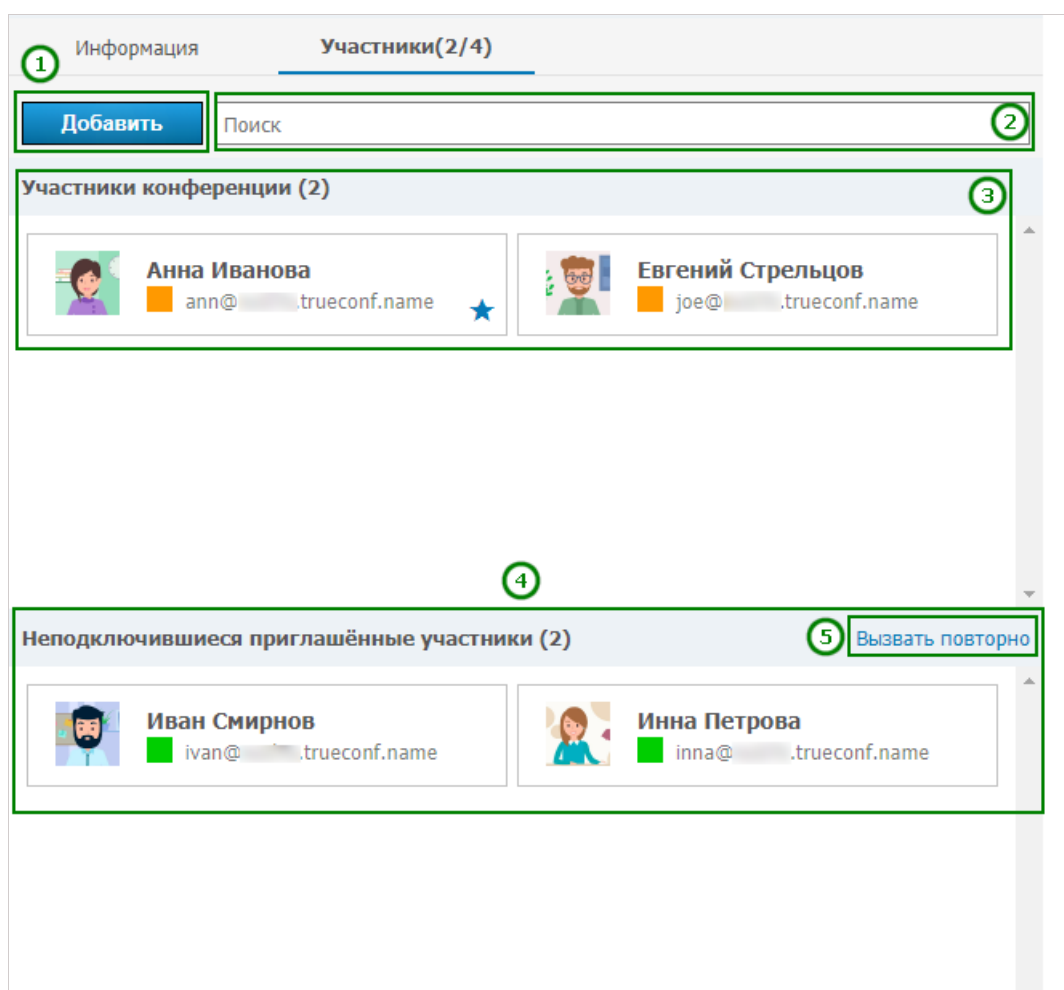 Информация Участники(2/4)
1
Добавить Поиск 2
Участники конференции (2) 3
Анна Иванова Евгений Стрельцов
ann@ .trueconf.name joe@ .trueconf.name
4
Неподключившиеся приглашённые участники (2) 5 Вызвать повторно
Иван Смирнов Инна Петрова
ivan@ .trueconf.name inna@ .trueconf.name